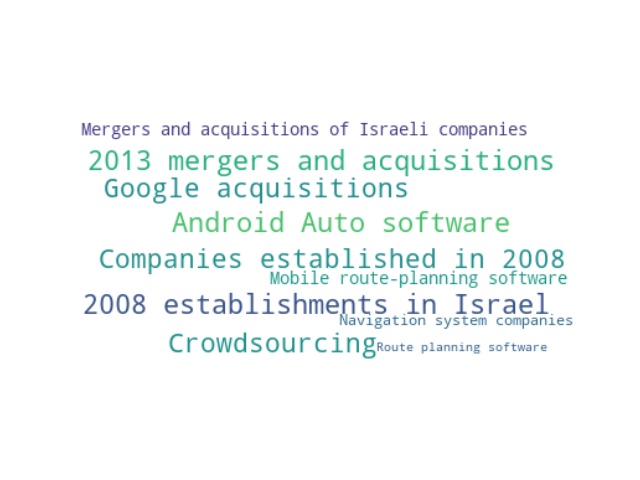 Mergers and acquisitions of Israeli companies
2013 mergers and acquisitions
Google acquisitions
Android Auto software
Companies established in 2008
Mobile route-planning software
2008 establishments in Israel
Navigation system companies
Crowdsourcing
Route planning software